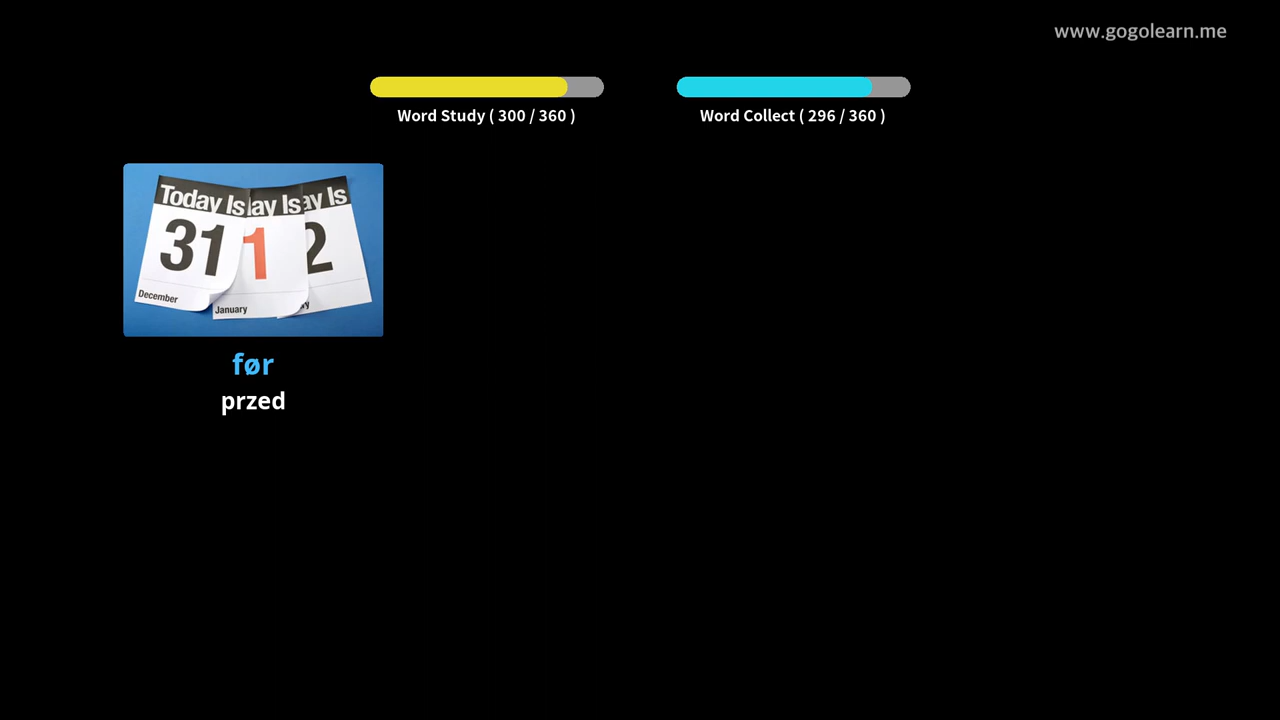 www.gogolearn.me
Word Study ( 300 / 360 )
Word Collect ( 296 / 360 )
Today Is
ay Is
ay Is
31
1
2
December
January
ry
før
przed